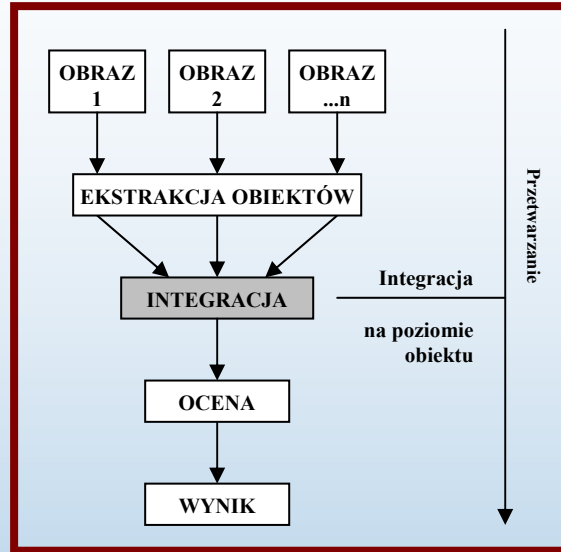 OBRAZ
1
OBRAZ
2
OBRAZ
...n
EKSTRAKCJA OBIEKTÓW
INTEGRACJA
Integracja
na poziomie
obiektu
OCENA
WYNIK
Przetwarzanie